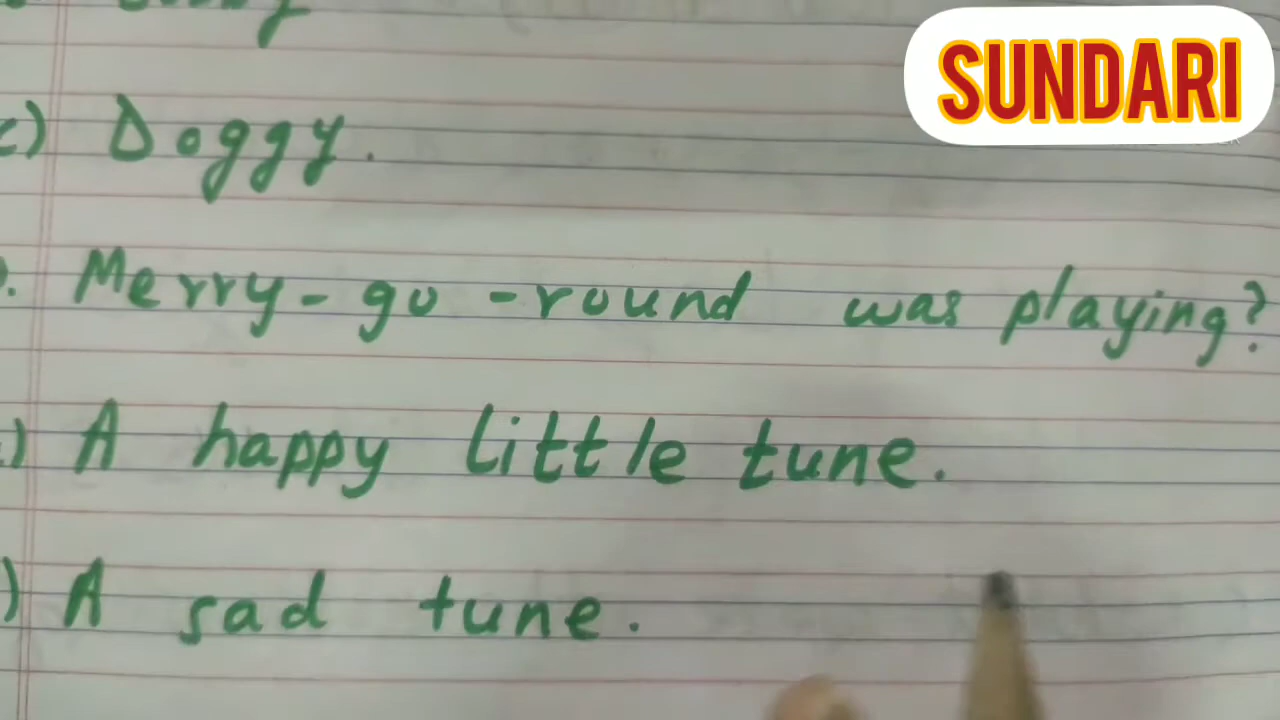 SUNDARI
c) Doggy.
. Merry-go-round was playing?
) A happy little tune.
) A sad tune.